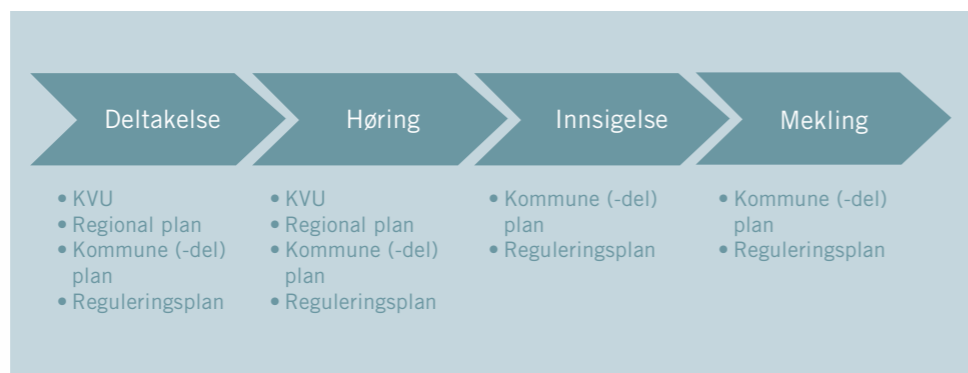 Deltakelse
Høring
Innsigelse
Mekling
• KVU
• Regional plan
• Kommune (-del)
plan
• Reguleringsplan
• KVU
• Regional plan
• Kommune (-del)
plan
• Reguleringsplan
• Kommune (-del)
plan
• Reguleringsplan
• Kommune (-del)
plan
• Reguleringsplan